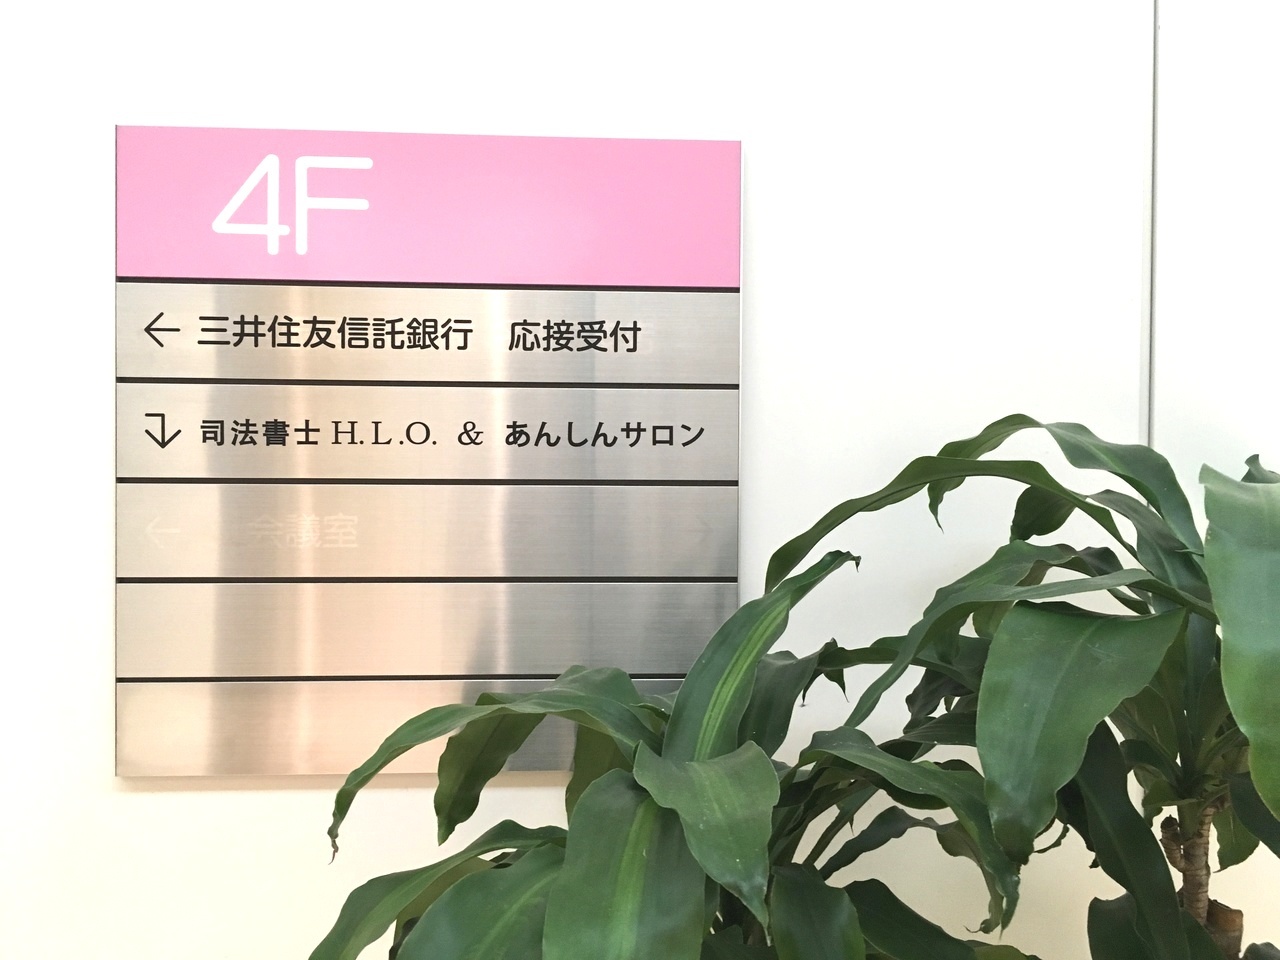 4F
← 三井住友信託銀行 応接受付
司法書士 H.L.O. & あんしんサロン
← 会議室